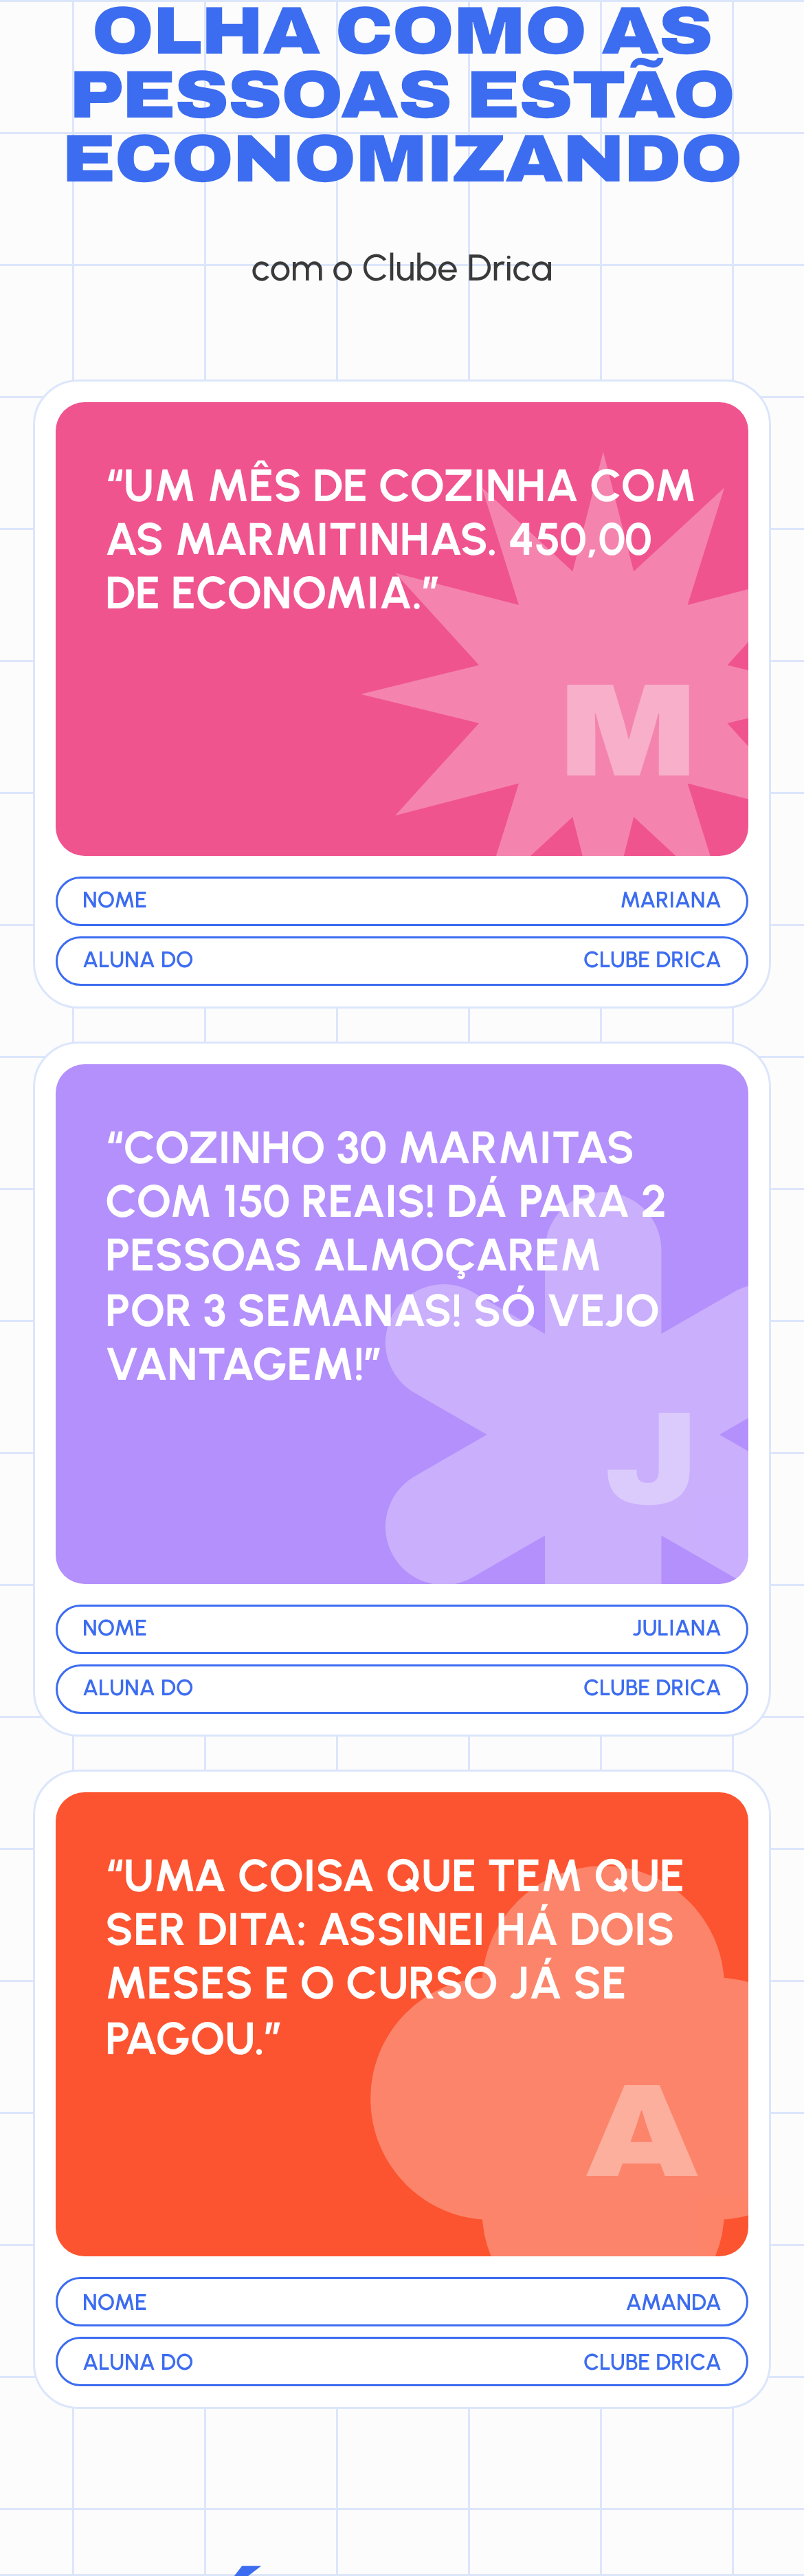 OLHA COMO AS
PESSOAS ESTÃO
ECONOMIZANDO
com o Clube Drica
“UM MÊS DE COZINHA COM
AS MARMITINHAS. 450,00
DE ECONOMIA.”
M
NOME MARIANA
ALUNA DO CLUBE DRICA
“COZINHO 30 MARMITAS
COM 150 REAIS! DÁ PARA 2
PESSOAS ALMOÇAREM
POR 3 SEMANAS! SÓ VEJO
VANTAGEM!”
J
NOME JULIANA
ALUNA DO CLUBE DRICA
“UMA COISA QUE TEM QUE
SER DITA: ASSINEI HÁ DOIS
MESES E O CURSO JÁ SE
PAGOU.”
A
NOME AMANDA
ALUNA DO CLUBE DRICA